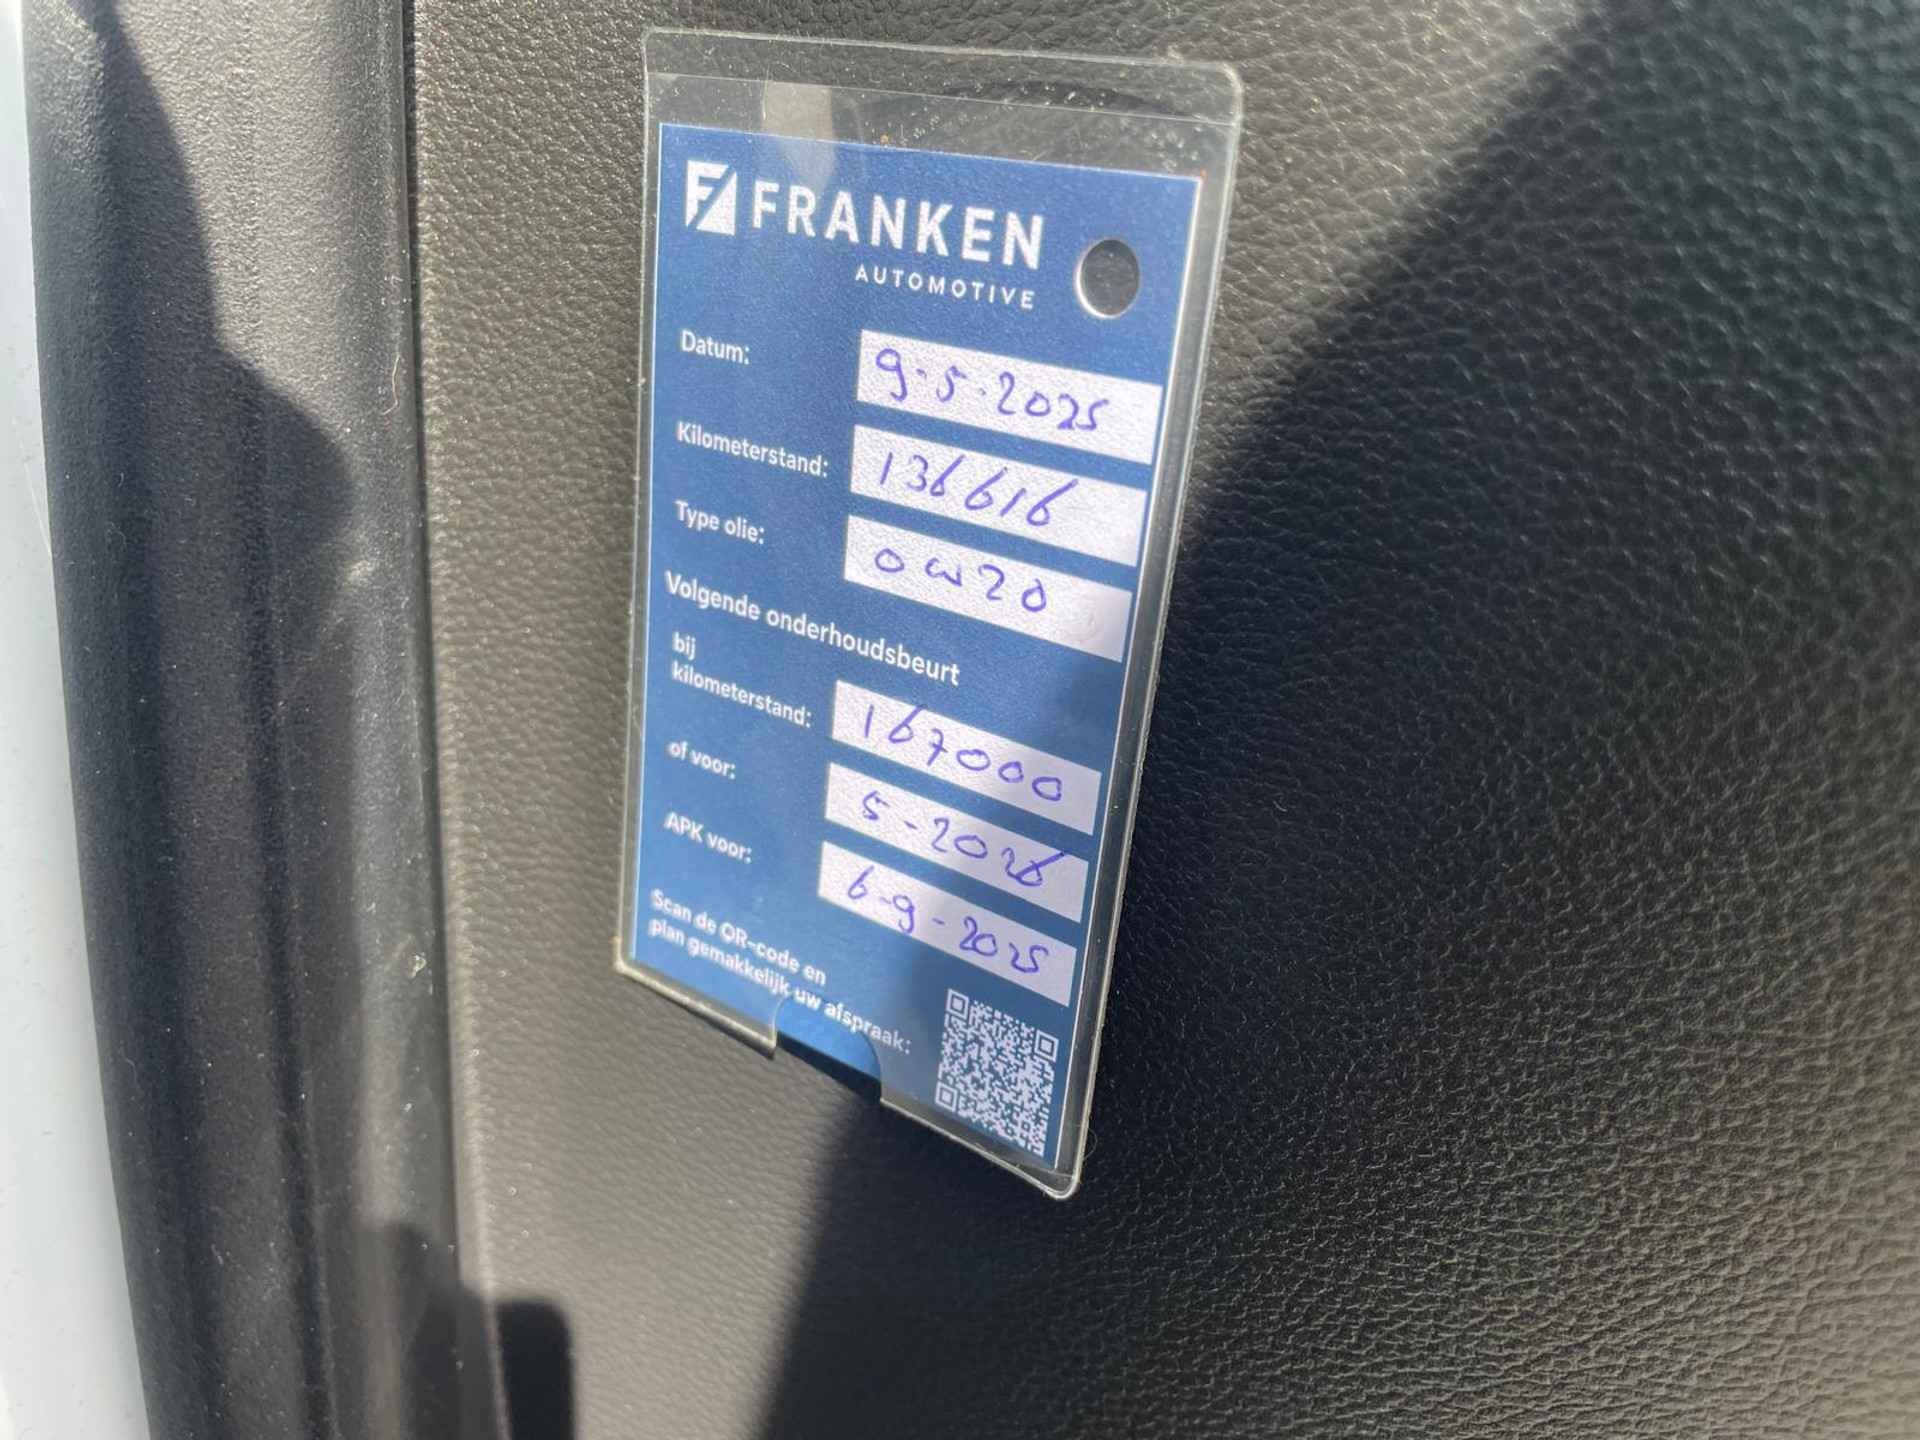 FRANKEN
AUTOMOTIVE
Datum: 9-5-2025
Kilometerstand: 136616
Type olie: 0W20
Volgende onderhoudsbeurt
bij
kilometerstand: 167000
of voor: 5-2026
APK voor: 6-9-2025
Scan de QR-code en
plan gemakkelijk uw afspraak: